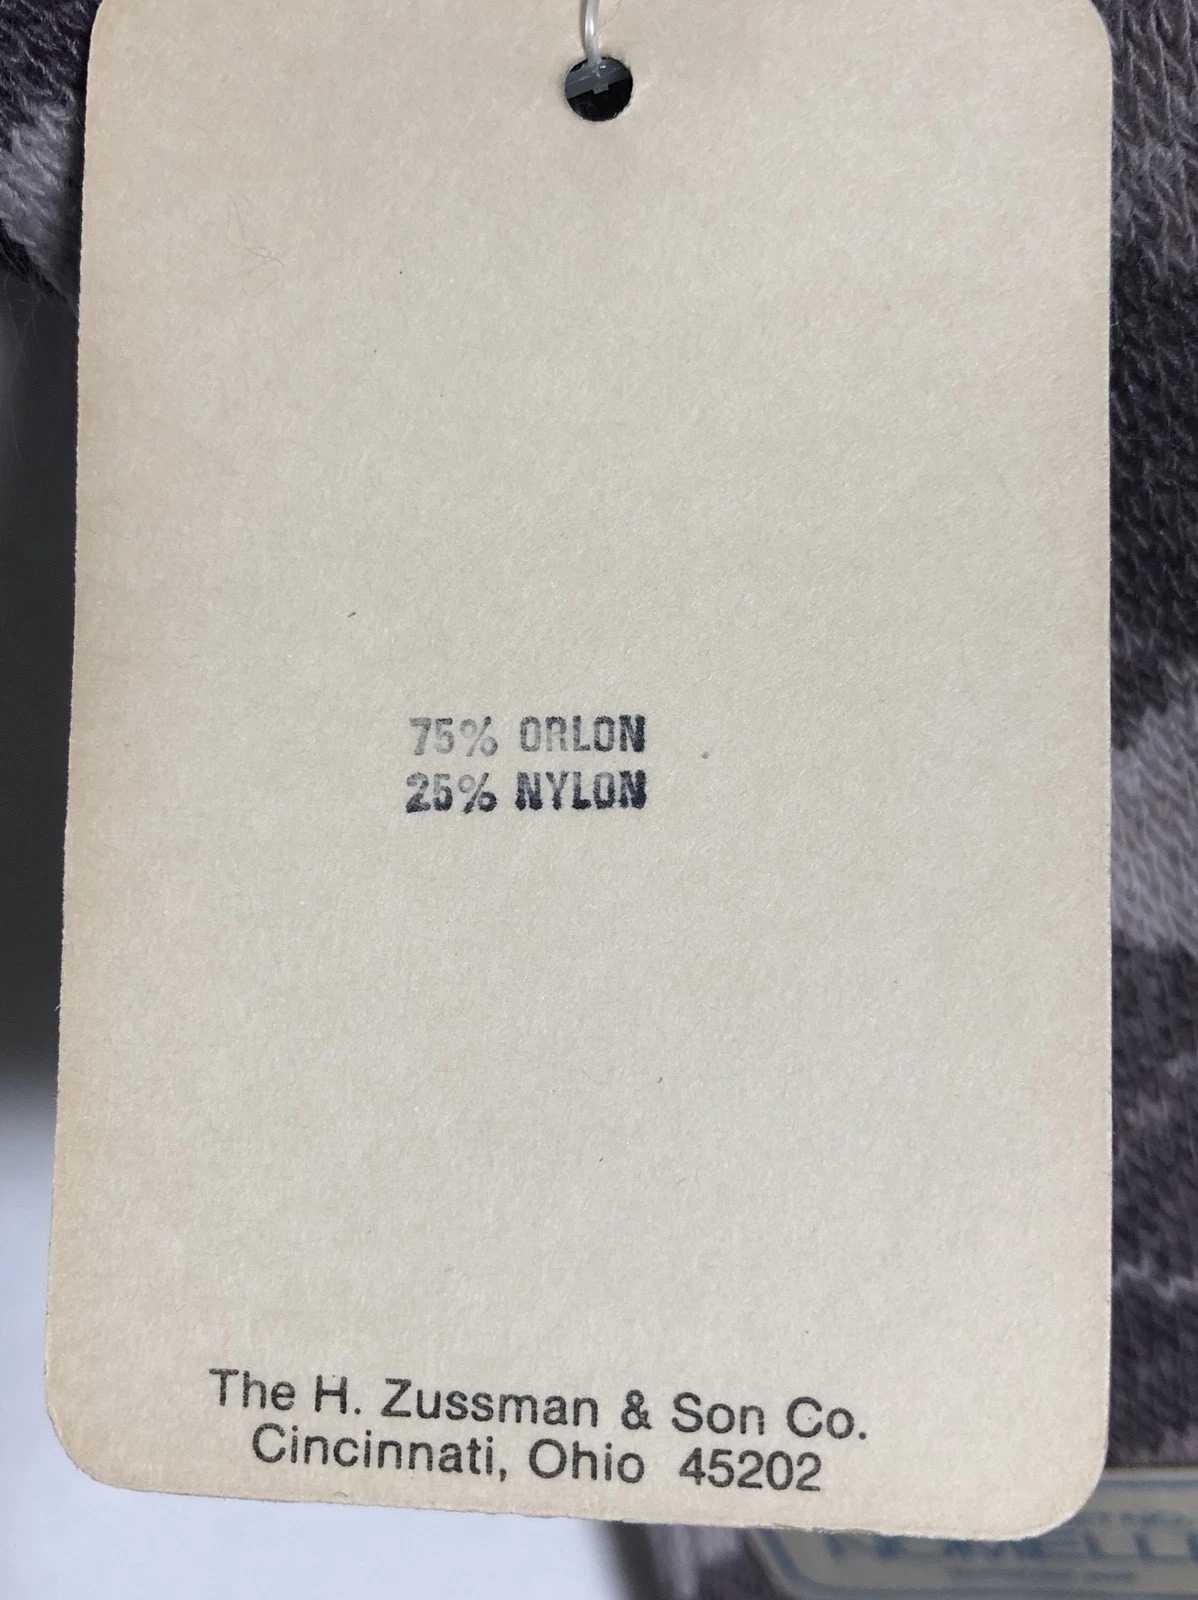 75% ORLON
25% NYLON
The H. Zussman & Son Co.
Cincinnati, Ohio 45202